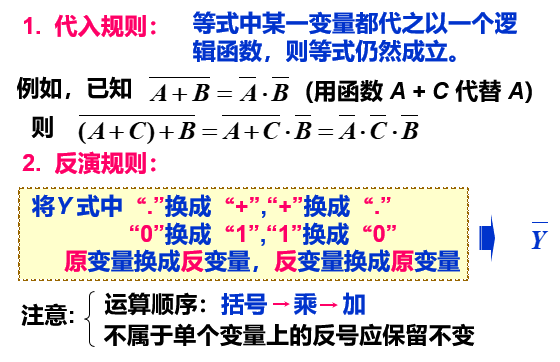 1. 代入规则： 等式中某一变量都代之以一个逻
辑函数，则等式仍然成立。
例如，已知 $\overline{A+B}=\overline{A}\cdot\overline{B}$ (用函数 A + C 代替 A)
则 $\overline{(A+C)+B}=\overline{A+C}\cdot\overline{B}=\overline{A}\cdot\overline{C}\cdot\overline{B}$
2. 反演规则：
将Y 式中“.”换成“+”,“+”换成“.”
“0”换成“1”,“1”换成“0”
原变量换成反变量，反变量换成原变量
$\overline{Y}$
注意:
运算顺序：括号→乘→加
不属于单个变量上的反号应保留不变